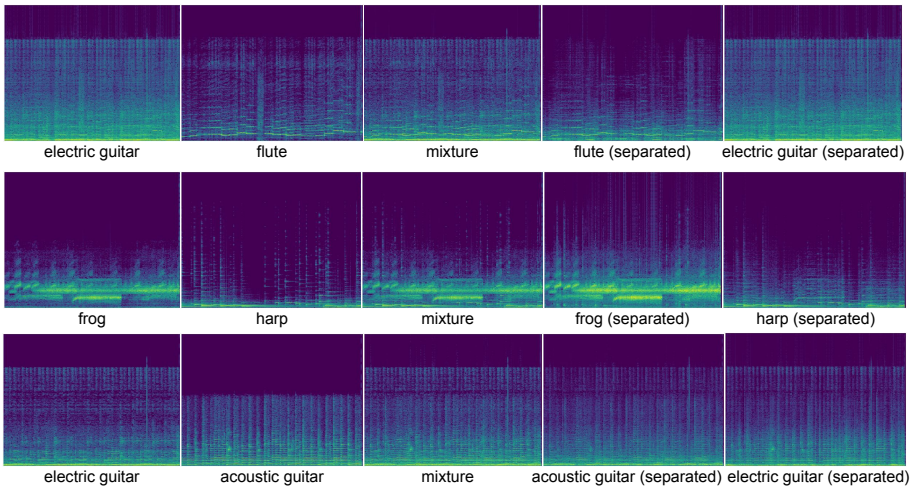 electric guitar flute mixture flute (separated) electric guitar (separated)
frog harp mixture frog (separated) harp (separated)
electric guitar acoustic guitar mixture acoustic guitar (separated) electric guitar (separated)